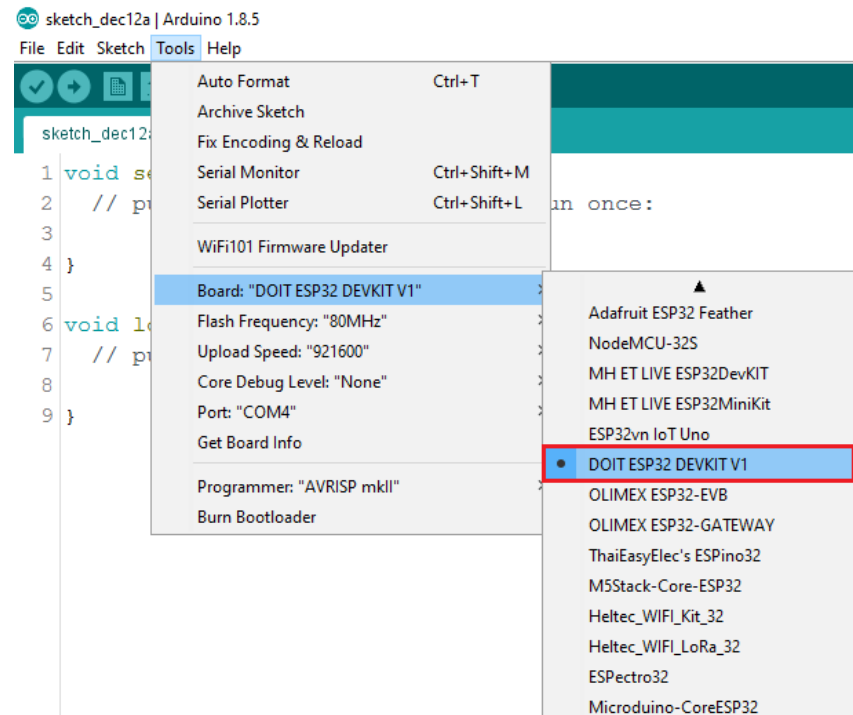 sketch_dec12a | Arduino 1.8.5
File Edit Sketch Tools Help
sketch_dec12
Auto Format Ctrl+T
Archive Sketch
Fix Encoding & Reload
Serial Monitor Ctrl+Shift+M
Serial Plotter Ctrl+Shift+L
WiFi101 Firmware Updater
Board: "DOIT ESP32 DEVKIT V1"
Flash Frequency: "80MHz"
Upload Speed: "921600"
Core Debug Level: "None"
Port: "COM4"
Get Board Info
Programmer: "AVRISP mkII"
Burn Bootloader
1 void se
2 // pu un once:
3
4 }
5
6 void lo
7 // pu
8
9 }
Adafruit ESP32 Feather
NodeMCU-32S
MH ET LIVE ESP32DevKIT
MH ET LIVE ESP32MiniKit
ESP32vn IoT Uno
DOIT ESP32 DEVKIT V1
OLIMEX ESP32-EVB
OLIMEX ESP32-GATEWAY
ThaiEasyElec's ESPino32
M5Stack-Core-ESP32
Heltec_WIFI_Kit_32
Heltec_WIFI_LoRa_32
ESPectro32
Microduino-CoreESP32